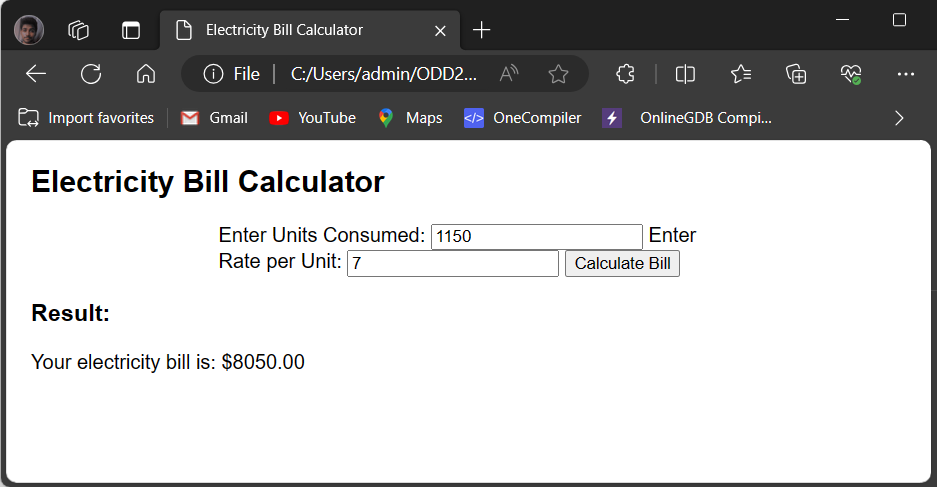 Electricity Bill Calculator
File C:/Users/admin/ODD2...
Import favorites Gmail YouTube Maps OneCompiler OnlineGDB Compi...
Electricity Bill Calculator
Enter Units Consumed: 1150 Enter
Rate per Unit: 7 Calculate Bill
Result:
Your electricity bill is: $8050.00